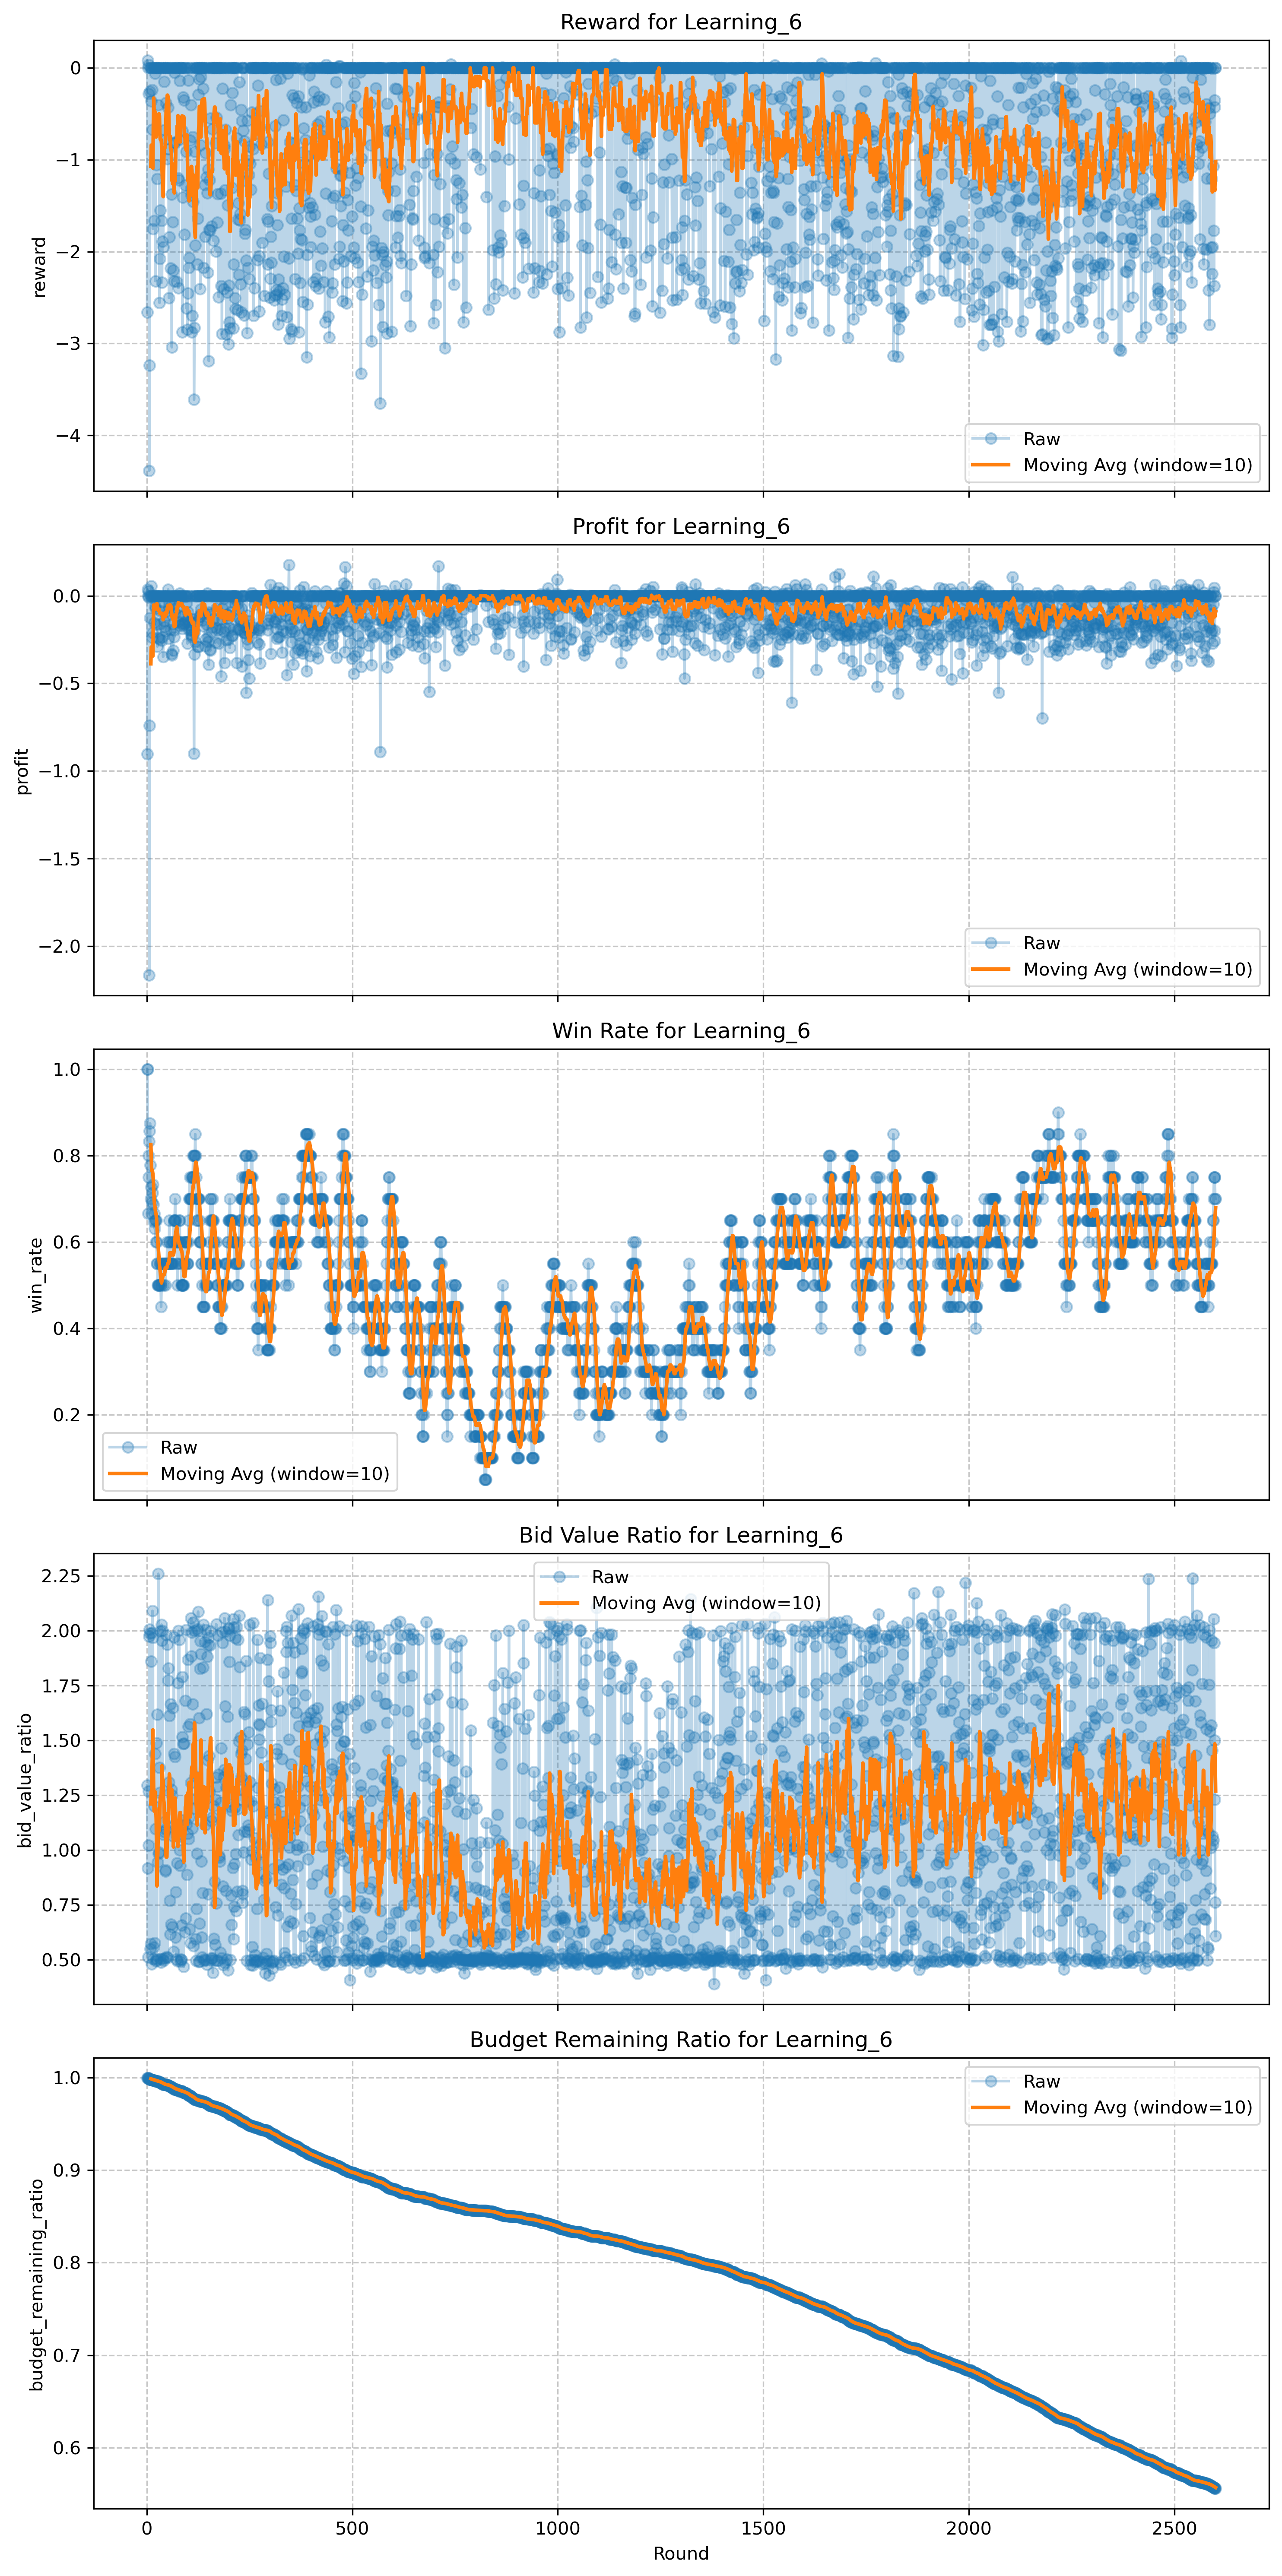 Reward for Learning_6
0
−1
−2
−3
−4
reward
Raw
Moving Avg (window=10)
Profit for Learning_6
0.0
−0.5
−1.0
−1.5
−2.0
profit
Raw
Moving Avg (window=10)
Win Rate for Learning_6
1.0
0.8
0.6
0.4
0.2
win_rate
Raw
Moving Avg (window=10)
Bid Value Ratio for Learning_6
2.25
2.00
1.75
1.50
1.25
1.00
0.75
0.50
bid_value_ratio
Raw
Moving Avg (window=10)
Budget Remaining Ratio for Learning_6
1.0
0.9
0.8
0.7
0.6
budget_remaining_ratio
Raw
Moving Avg (window=10)
0 500 1000 1500 2000 2500
Round